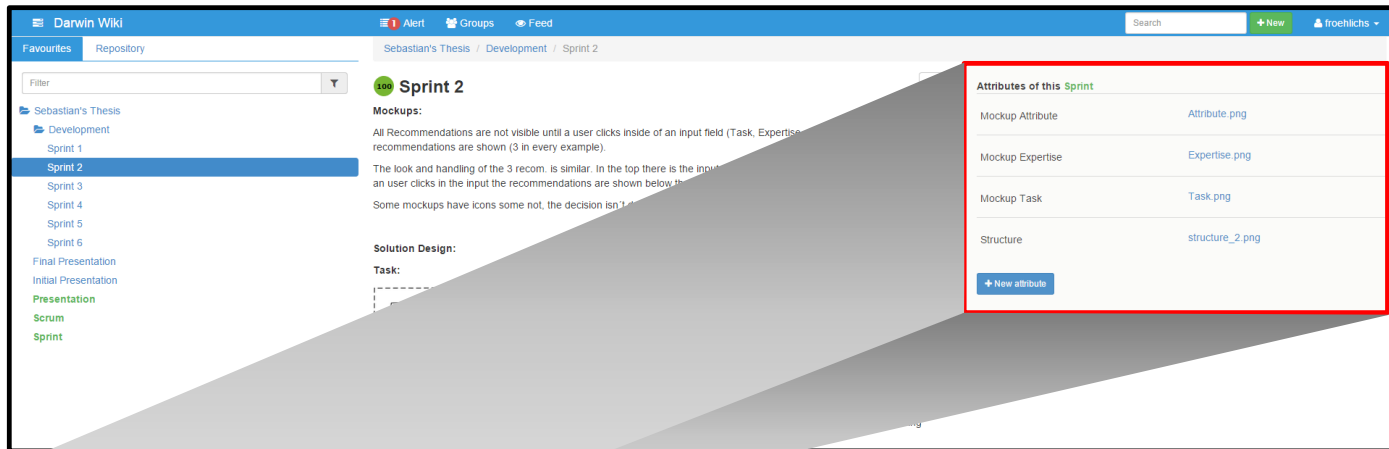 Darwin Wiki
1 Alert Groups Feed
Search
New
froehlichs
Favourites Repository
Sebastian's Thesis / Development / Sprint 2
Filter
Sebastian's Thesis
Development
Sprint 1
Sprint 2
Sprint 3
Sprint 4
Sprint 5
Sprint 6
Final Presentation
Initial Presentation
Presentation
Scrum
Sprint
100 Sprint 2
Mockups:
All Recommendations are not visible until a user clicks inside of an input field (Task, Expertise
recommendations are shown (3 in every example).
The look and handling of the 3 recom. is similar. In the top there is the input
an user clicks in the input the recommendations are shown below
Some mockups have icons some not, the decision isn´t
Solution Design:
Task:
Attributes of this Sprint
Mockup Attribute Attribute.png
Mockup Expertise Expertise.png
Mockup Task Task.png
Structure structure_2.png
+ New attribute